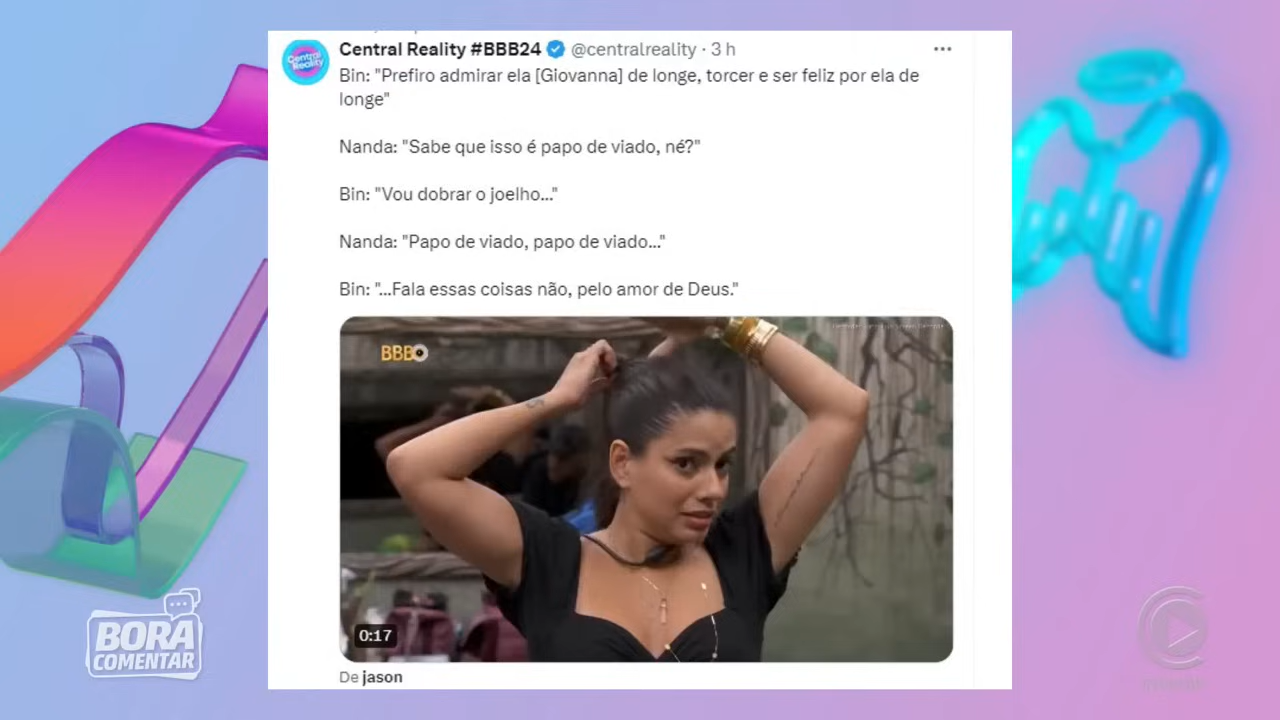 Central Reality #BBB24 @centralreality · 3 h
Bin: "Prefiro admirar ela [Giovanna] de longe, torcer e ser feliz por ela de
longe"
Nanda: "Sabe que isso é papo de viado, né?"
Bin: "Vou dobrar o joelho..."
Nanda: "Papo de viado, papo de viado..."
Bin: "...Fala essas coisas não, pelo amor de Deus."
Central Reality
BBB
0:17
De jason
BORA
COMENTAR